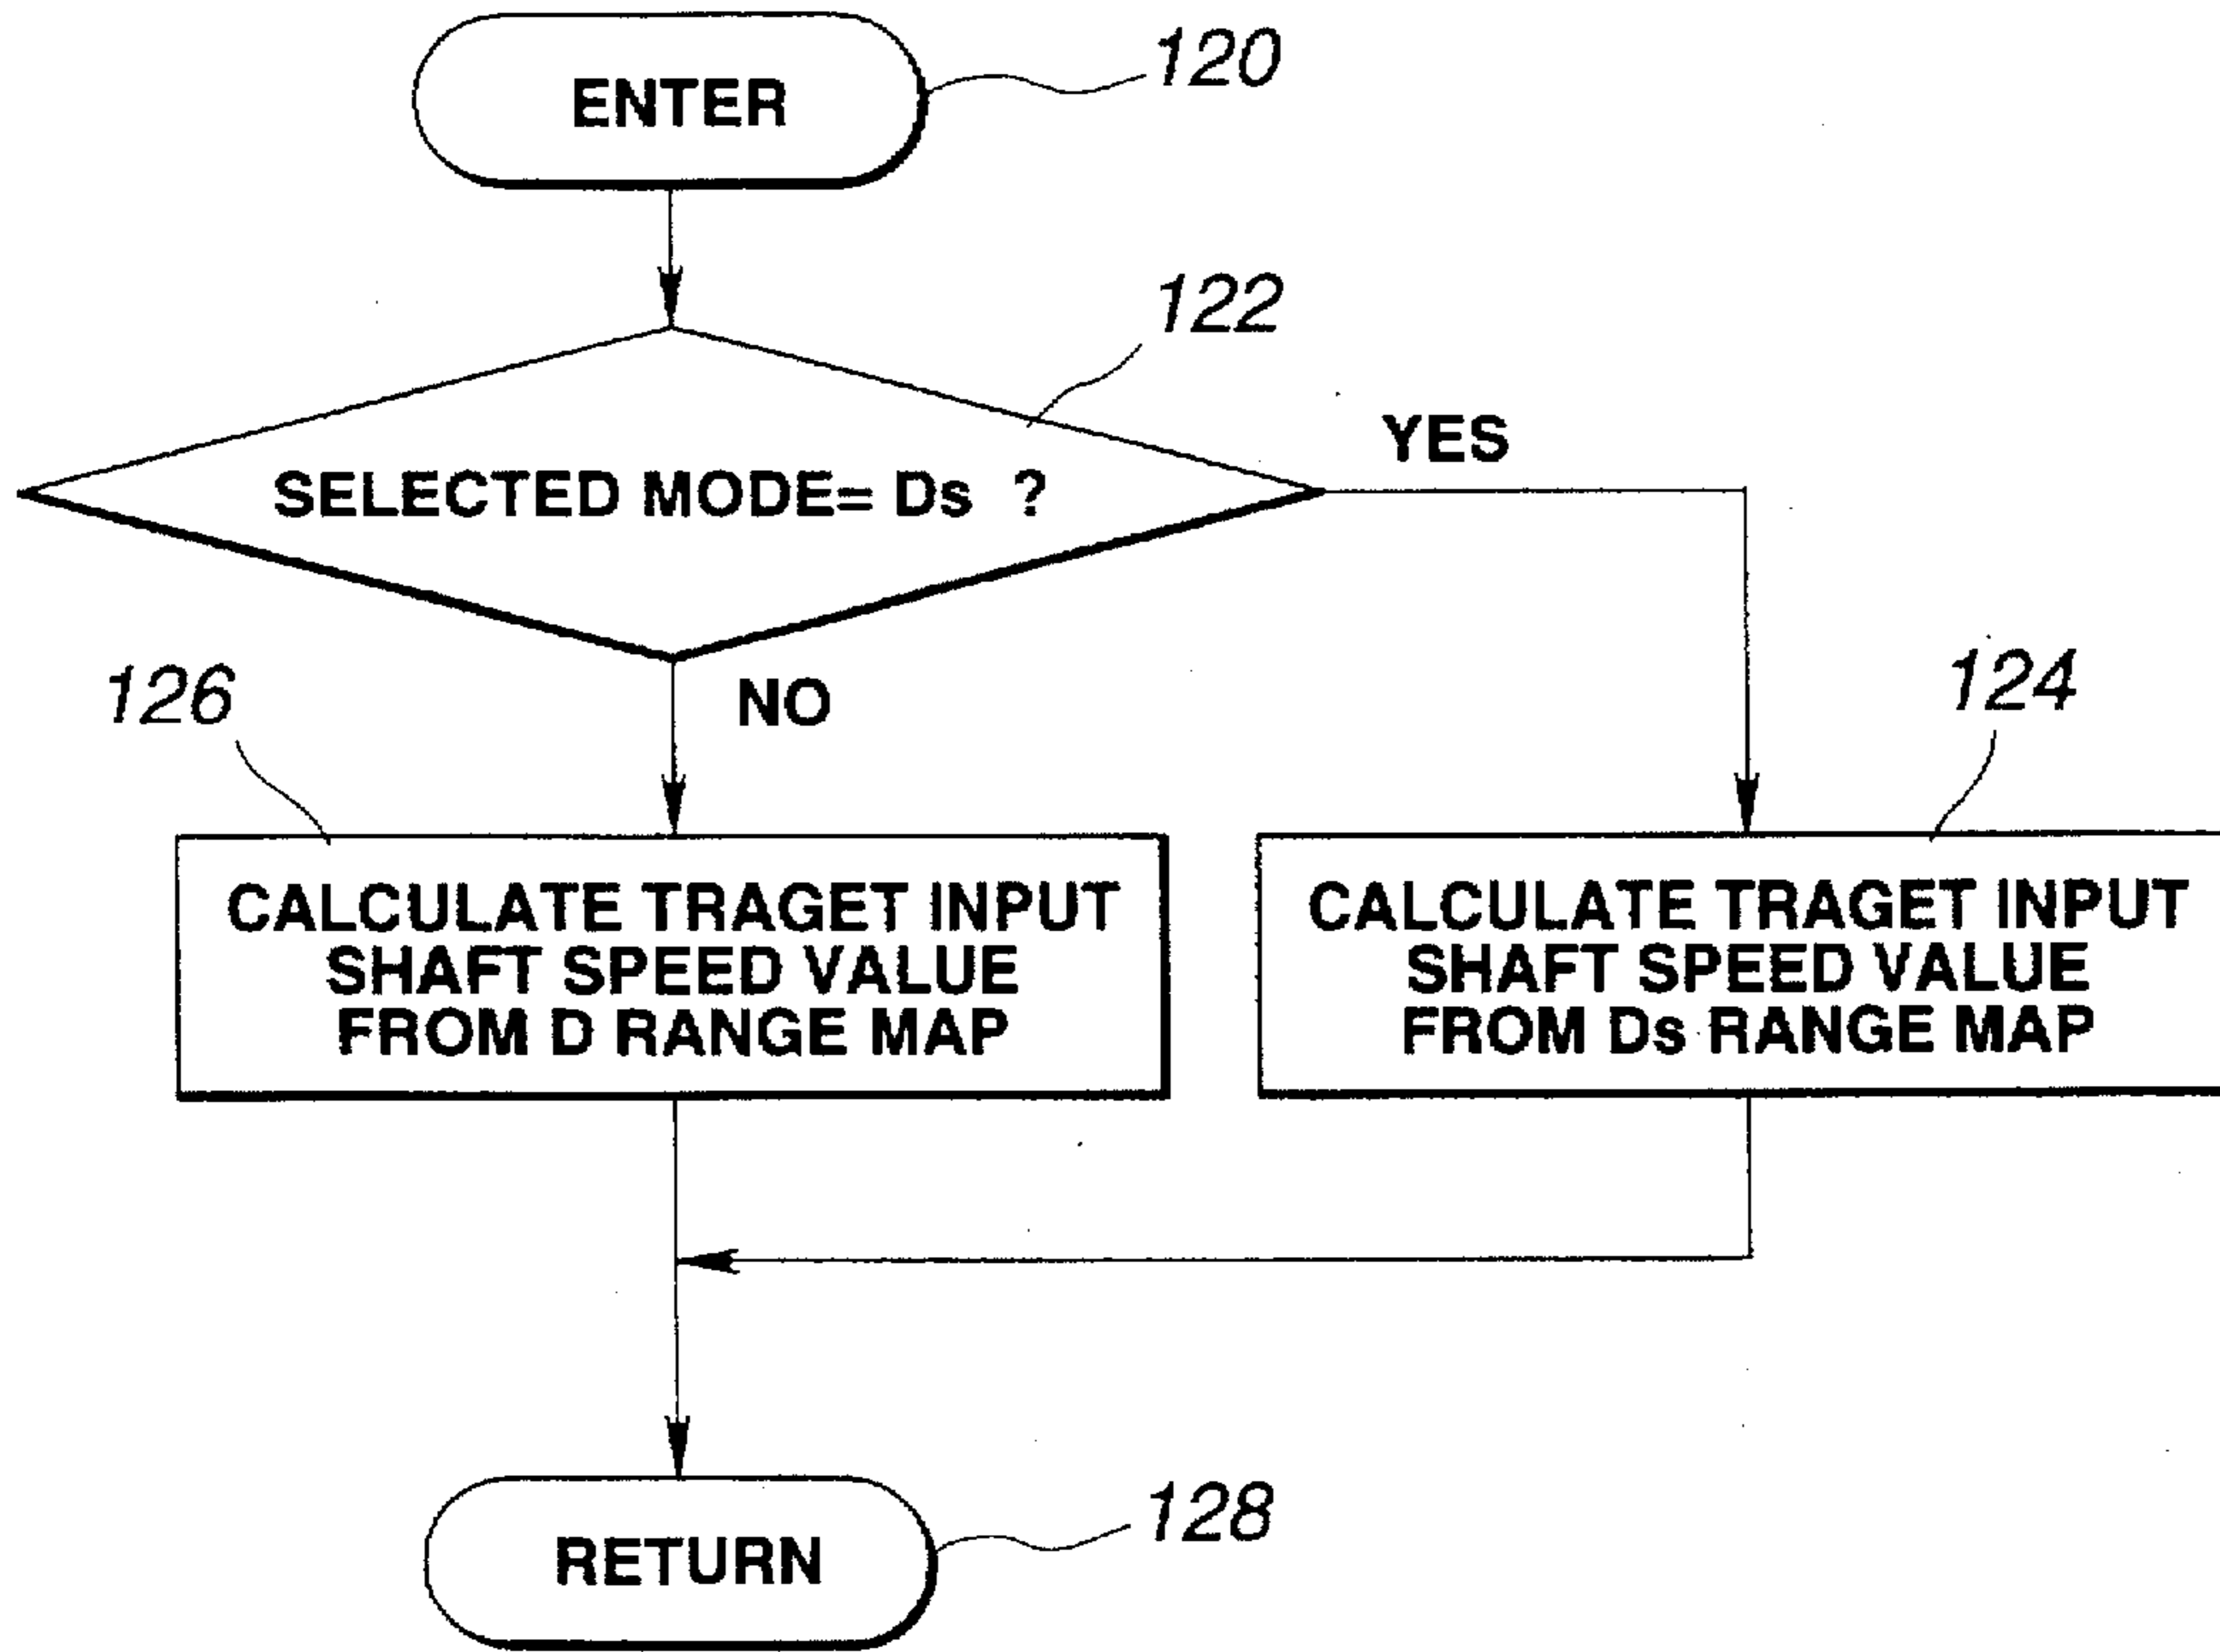 ENTER
120
122
SELECTED MODE= Ds ?
YES
NO
126
124
CALCULATE TRAGET INPUT
SHAFT SPEED VALUE
FROM D RANGE MAP
CALCULATE TRAGET INPUT
SHAFT SPEED VALUE
FROM Ds RANGE MAP
RETURN
128